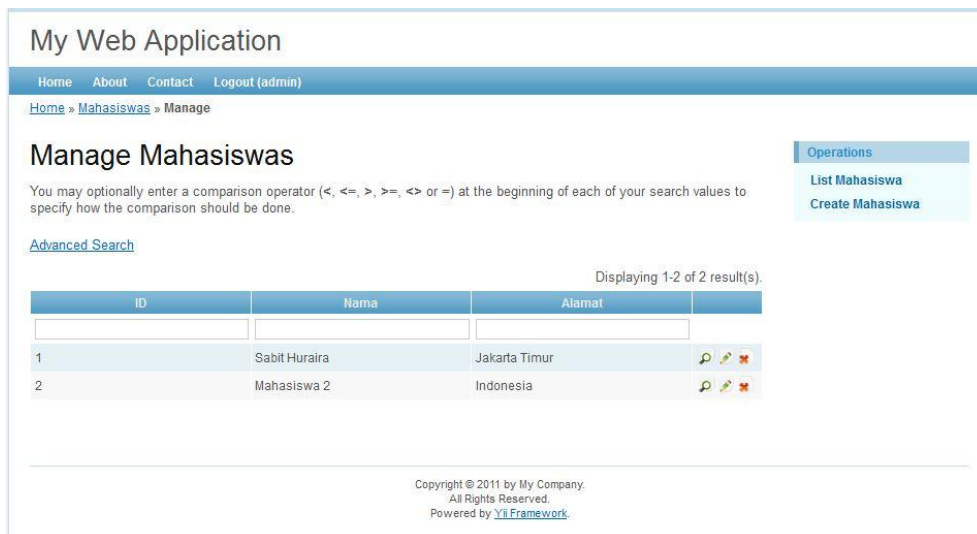 My Web Application
Home About Contact Logout (admin)
Home » Mahasiswas » Manage
Manage Mahasiswas
You may optionally enter a comparison operator (<, <=, >, >=, <> or =) at the beginning of each of your search values to
specify how the comparison should be done.
Advanced Search
Displaying 1-2 of 2 result(s).
ID Nama Alamat
1 Sabit Huraira Jakarta Timur
2 Mahasiswa 2 Indonesia
Operations
List Mahasiswa
Create Mahasiswa
Copyright © 2011 by My Company.
All Rights Reserved.
Powered by Yii Framework.